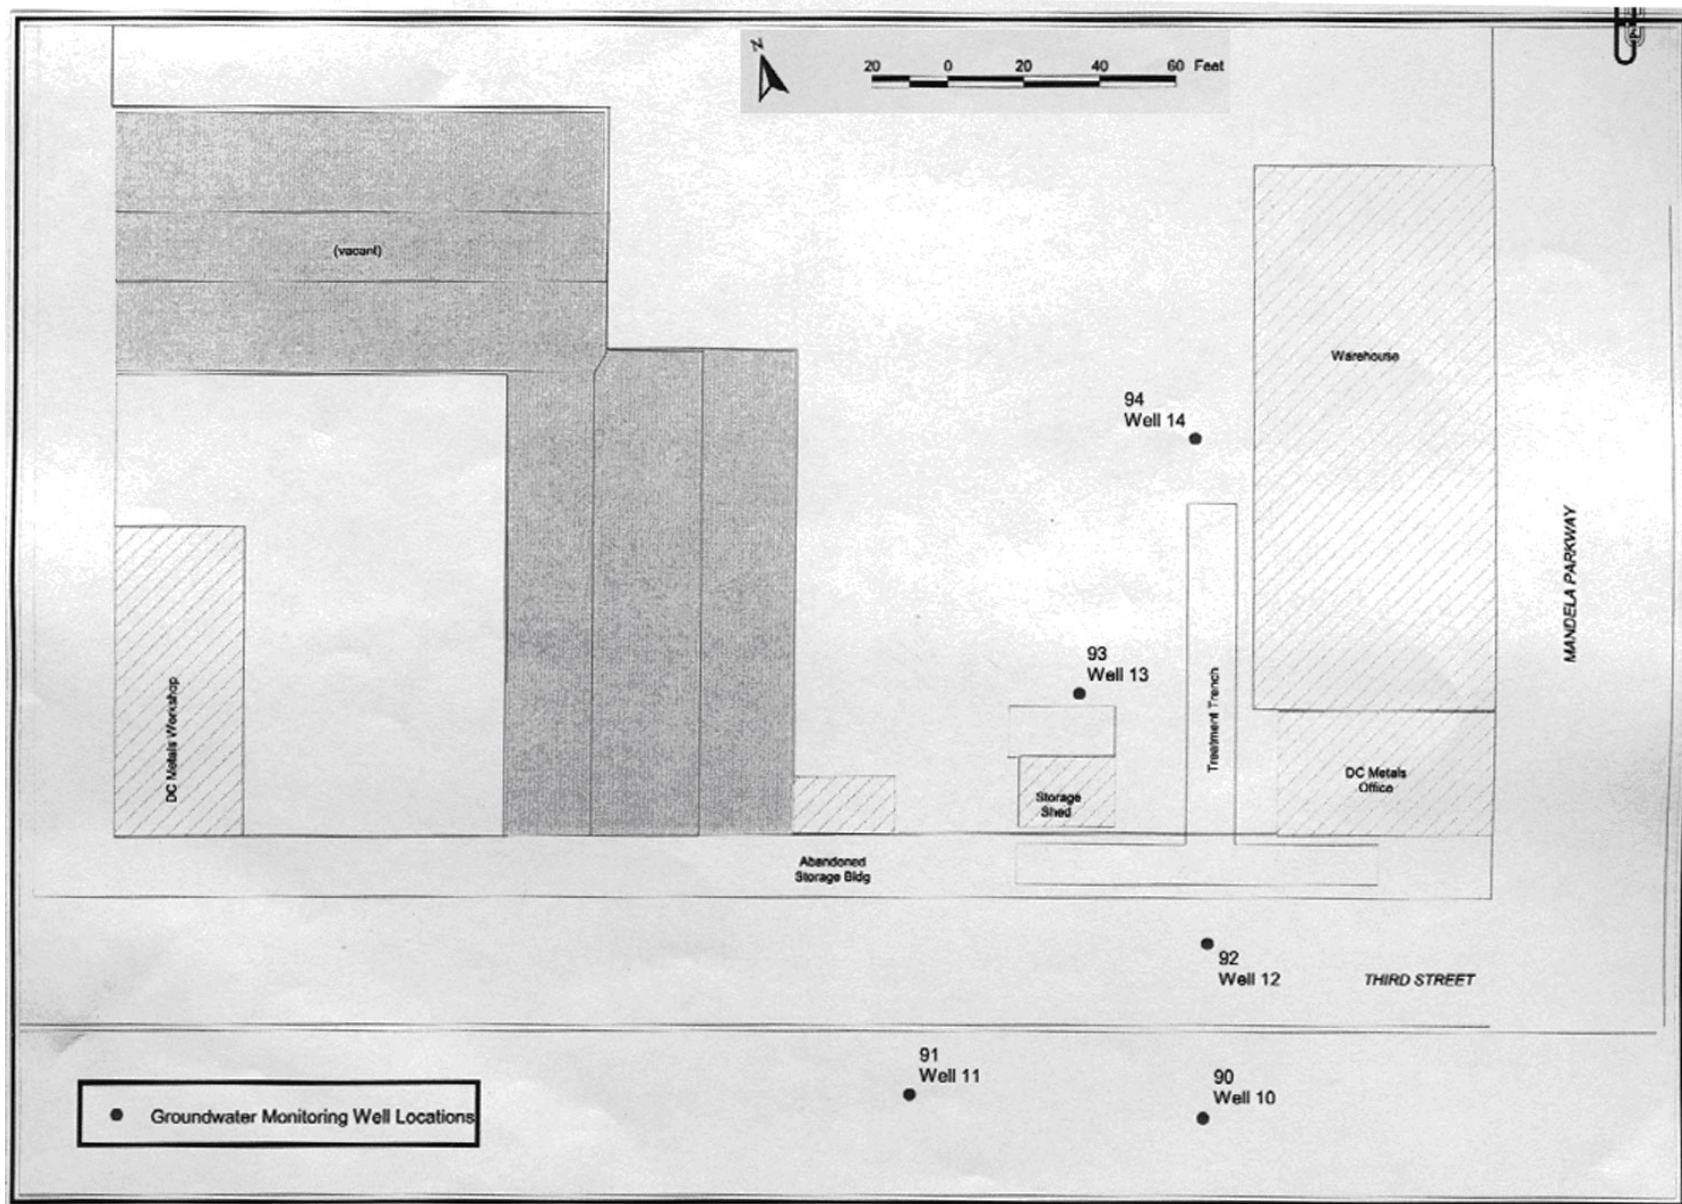 N
20 0 20 40 60 Feet
(vacant)
Warehouse
94
Well 14
MANDELA PARKWAY
93
Well 13
Treatment Trench
DC Metals Workshop
DC Metals
Office
Storage
Shed
Abandoned
Storage Bldg
92
Well 12
THIRD STREET
91
Well 11
90
Well 10
Groundwater Monitoring Well Locations